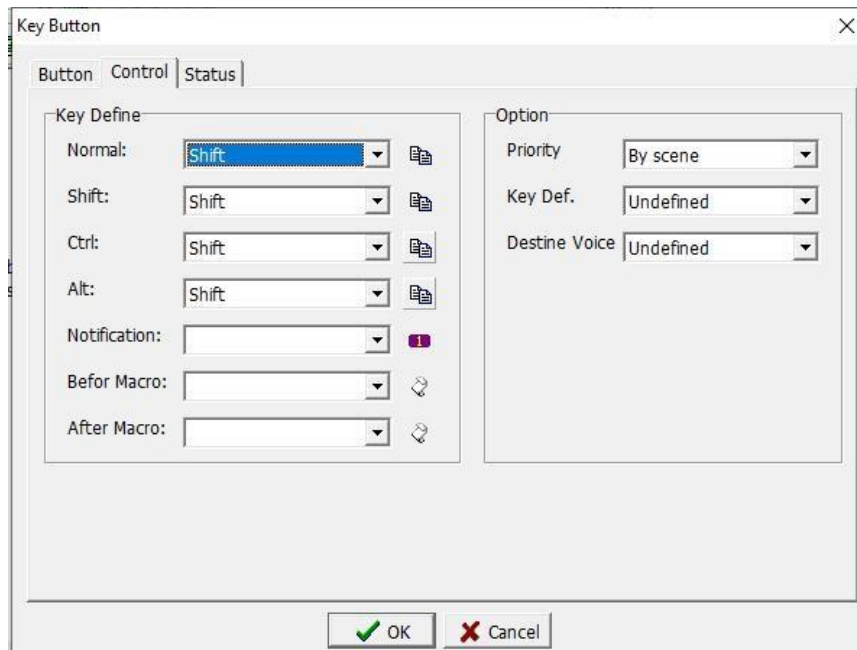 Key Button
Button Control Status
Key Define
Normal: Shift
Shift: Shift
Ctrl: Shift
Alt: Shift
Notification: 1
Befor Macro:
After Macro:
Option
Priority By scene
Key Def. Undefined
Destine Voice Undefined
OK Cancel